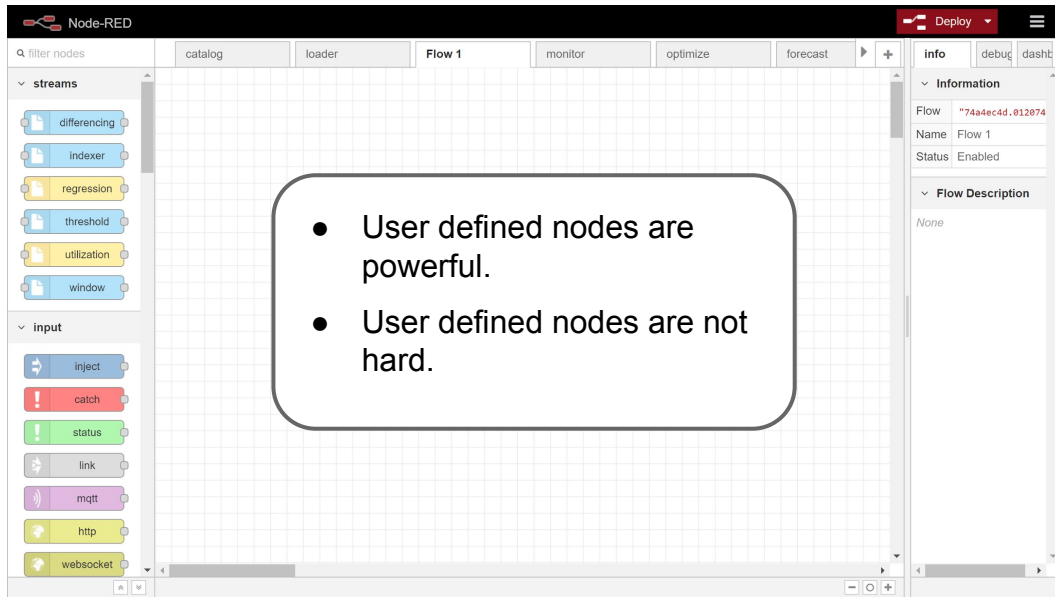 Node-RED
Deploy
filter nodes
catalog
loader
Flow 1
monitor
optimize
forecast
info
debug
dashb
streams
differencing
indexer
regression
threshold
utilization
window
input
inject
catch
status
link
mqtt
http
websocket
● User defined nodes are
powerful.
● User defined nodes are not
hard.
Information
Flow "74a4ec4d.012074
Name Flow 1
Status Enabled
Flow Description
None